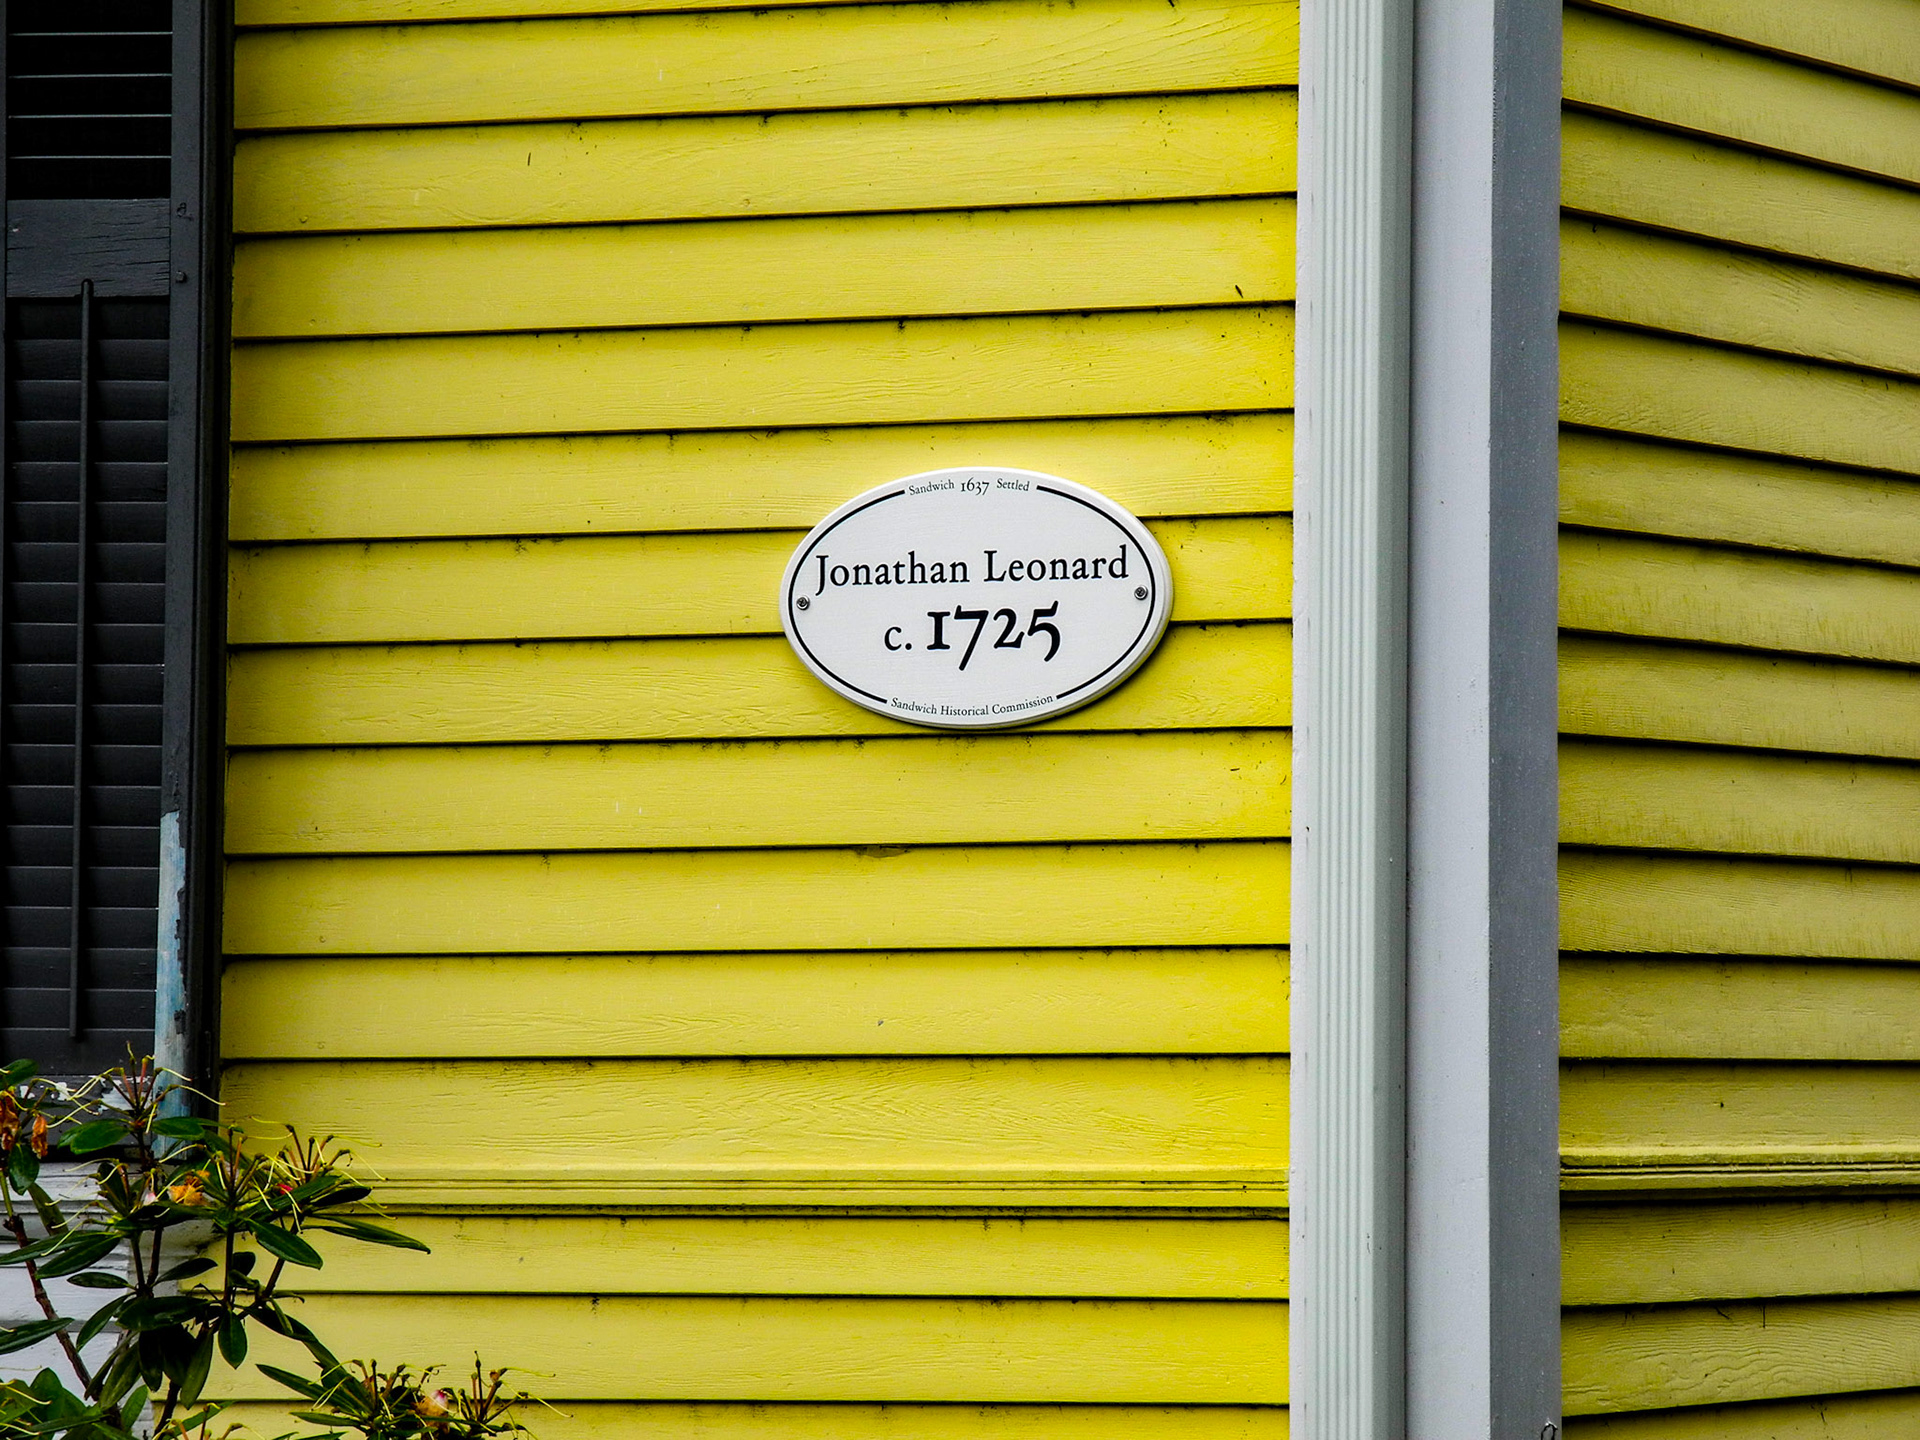 Sandwich 1637 Settled
Jonathan Leonard
c. 1725
Sandwich Historical Commission